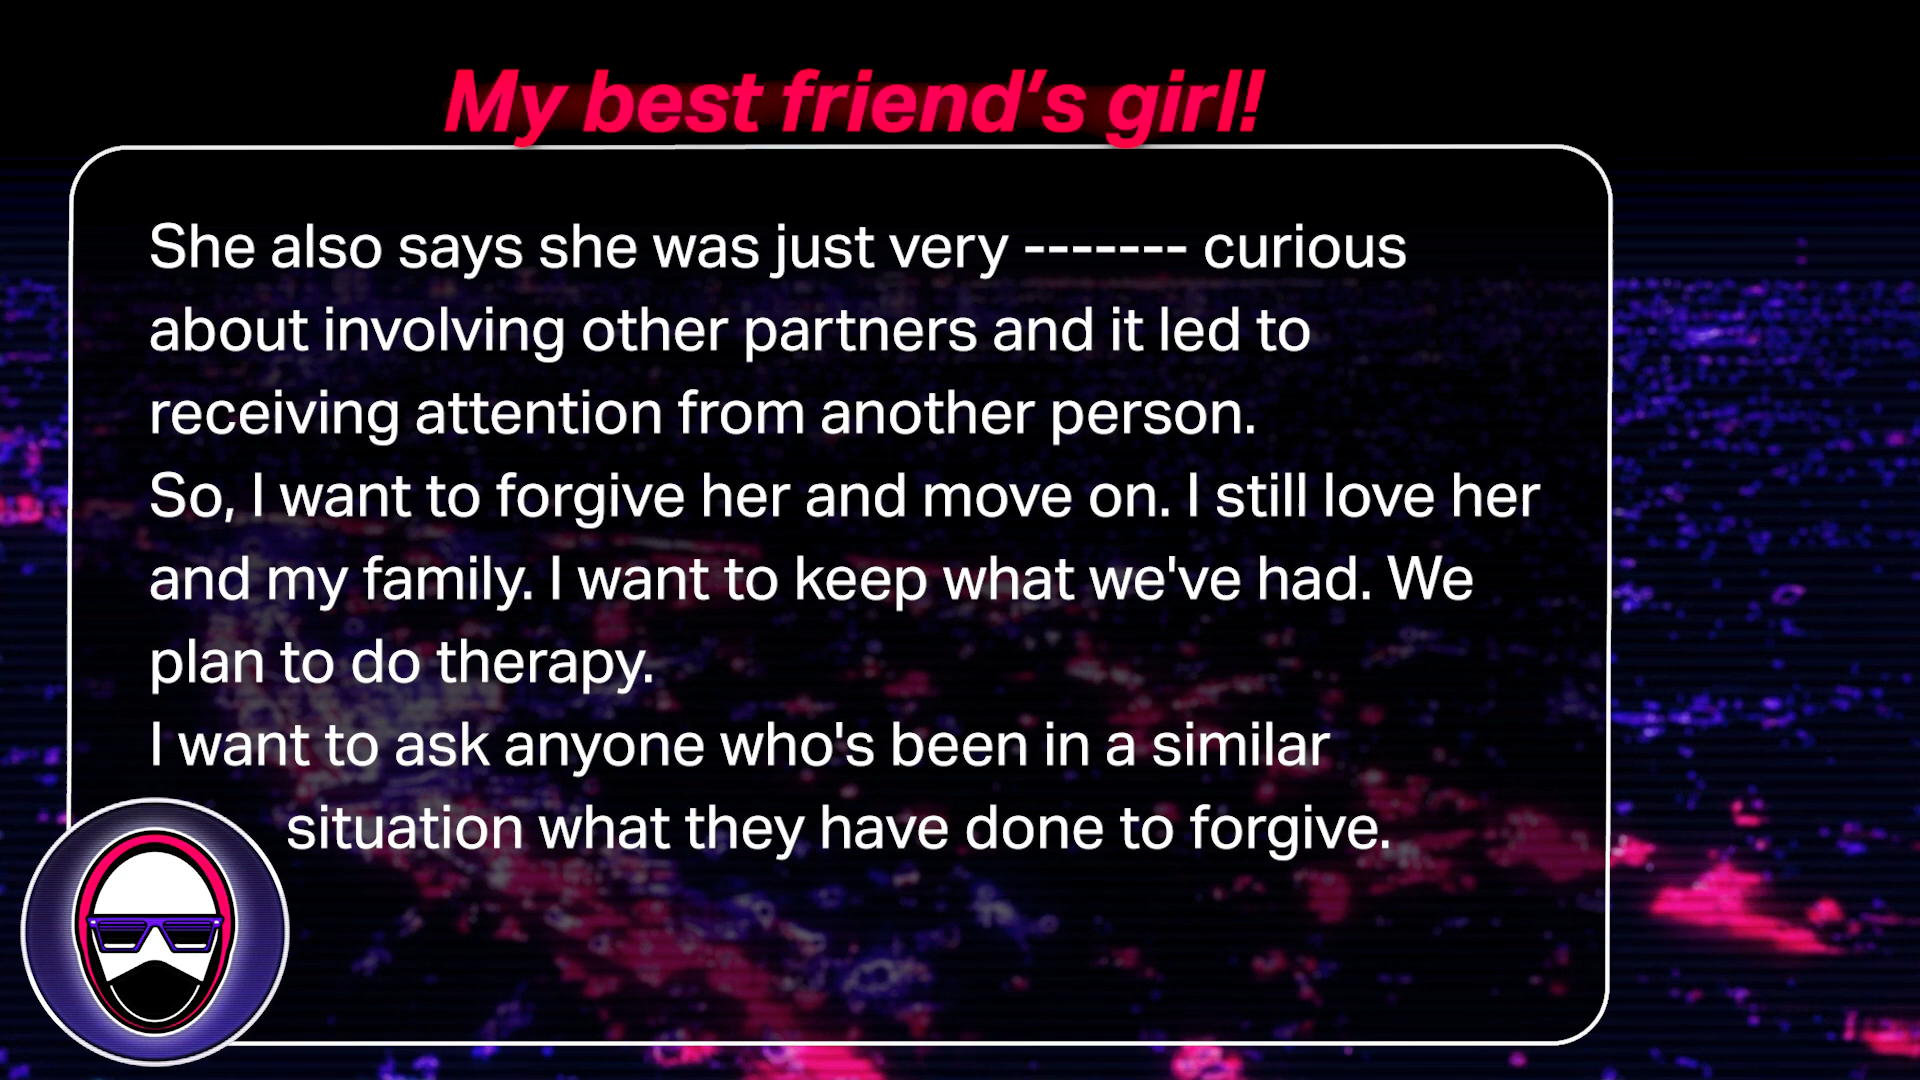 My best friend’s girl!
She also says she was just very ------- curious
about involving other partners and it led to
receiving attention from another person.
So, I want to forgive her and move on. I still love her
and my family. I want to keep what we've had. We
plan to do therapy.
I want to ask anyone who's been in a similar
situation what they have done to forgive.